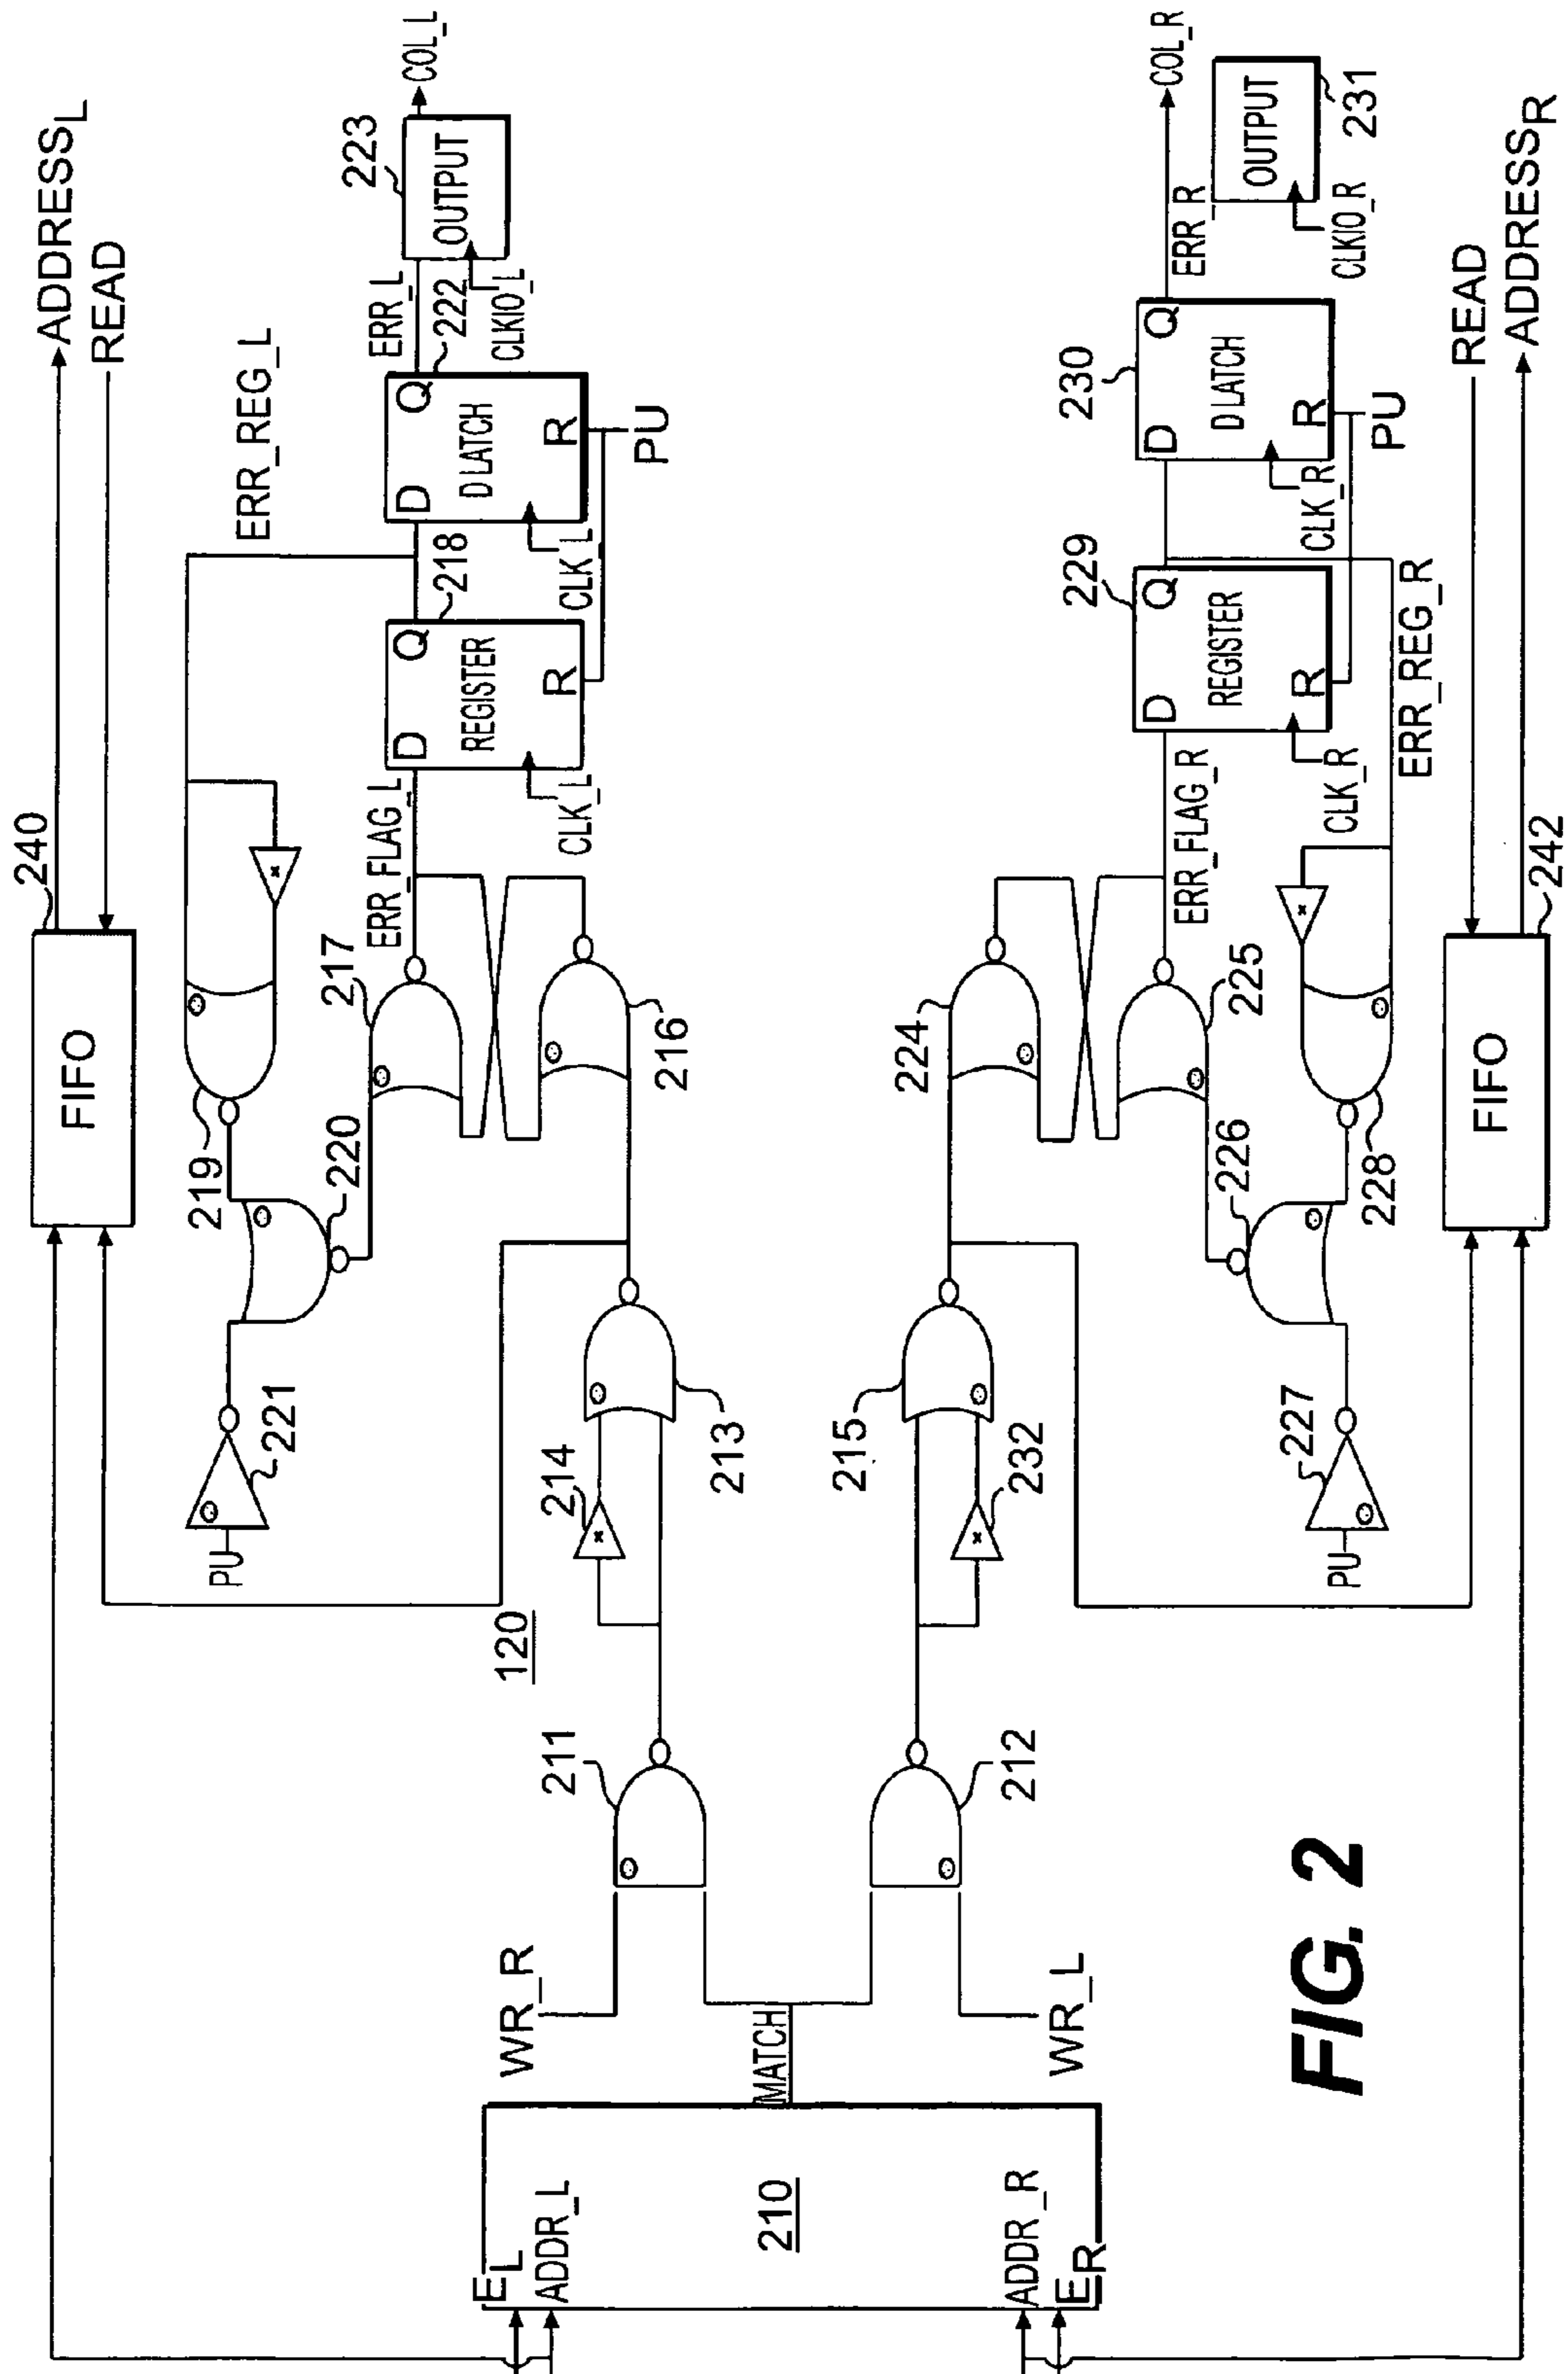 ADDRESSL
READ
240
FIFO
ERR_REG_L
219
220
221
PU
217
ERR_FLAG_L
D
Q
REGISTER
R
218
CLK_L
D
Q
D LATCH
R
222
CLK_L
PU
ERR_L
223
OUTPUT
CLKIO_L
COL_L
216
120
214
213
211
WR_R
EL
ADDR_L
210
MATCH
ADDR_R
ER
WR_L
212
215
232
224
225
ERR_FLAG_R
226
227
PU
228
229
D
Q
REGISTER
R
CLK_R
ERR_REG_R
230
D
Q
D LATCH
R
CLK_R
PU
ERR_R
COL_R
OUTPUT
231
CLKIO_R
READ
ADDRESSR
FIFO
242
FIG. 2